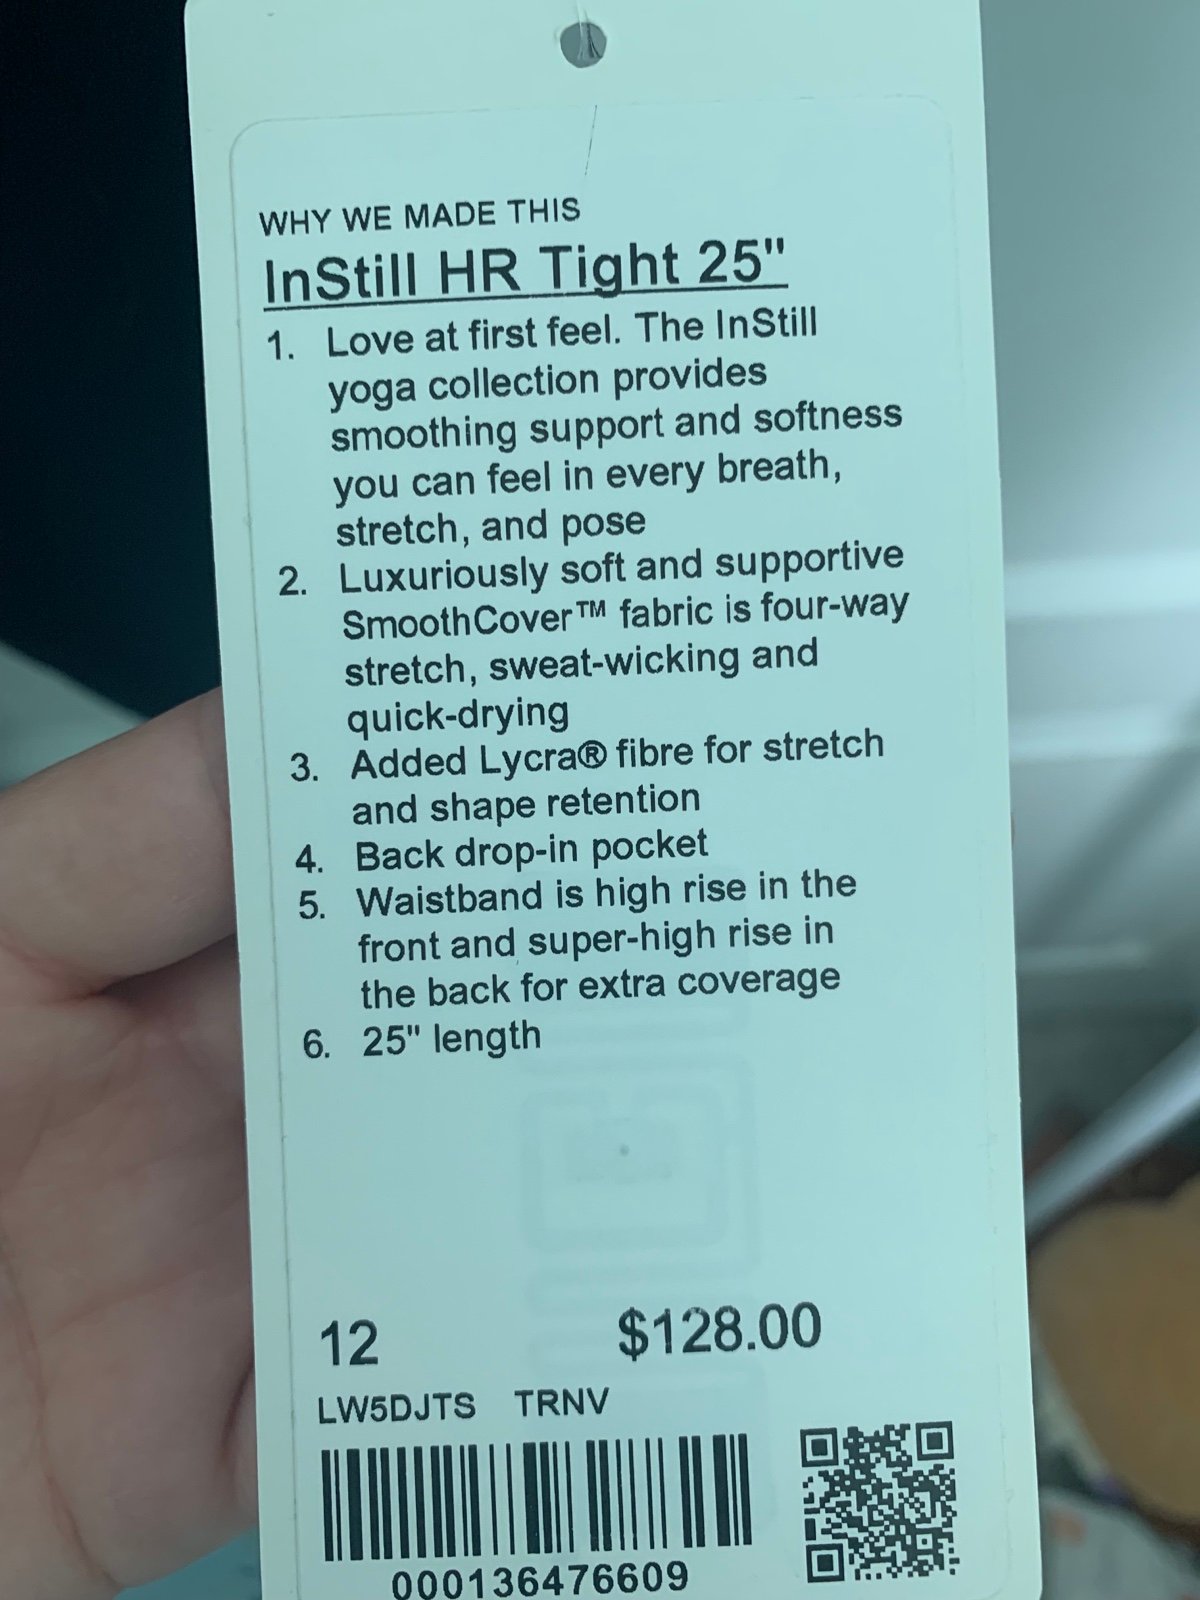 WHY WE MADE THIS
InStill HR Tight 25"
1. Love at first feel. The InStill
yoga collection provides
smoothing support and softness
you can feel in every breath,
stretch, and pose
2. Luxuriously soft and supportive
SmoothCover™ fabric is four-way
stretch, sweat-wicking and
quick-drying
3. Added Lycra® fibre for stretch
and shape retention
4. Back drop-in pocket
5. Waistband is high rise in the
front and super-high rise in
the back for extra coverage
6. 25" length
12 $128.00
LW5DJTS TRNV
000136476609